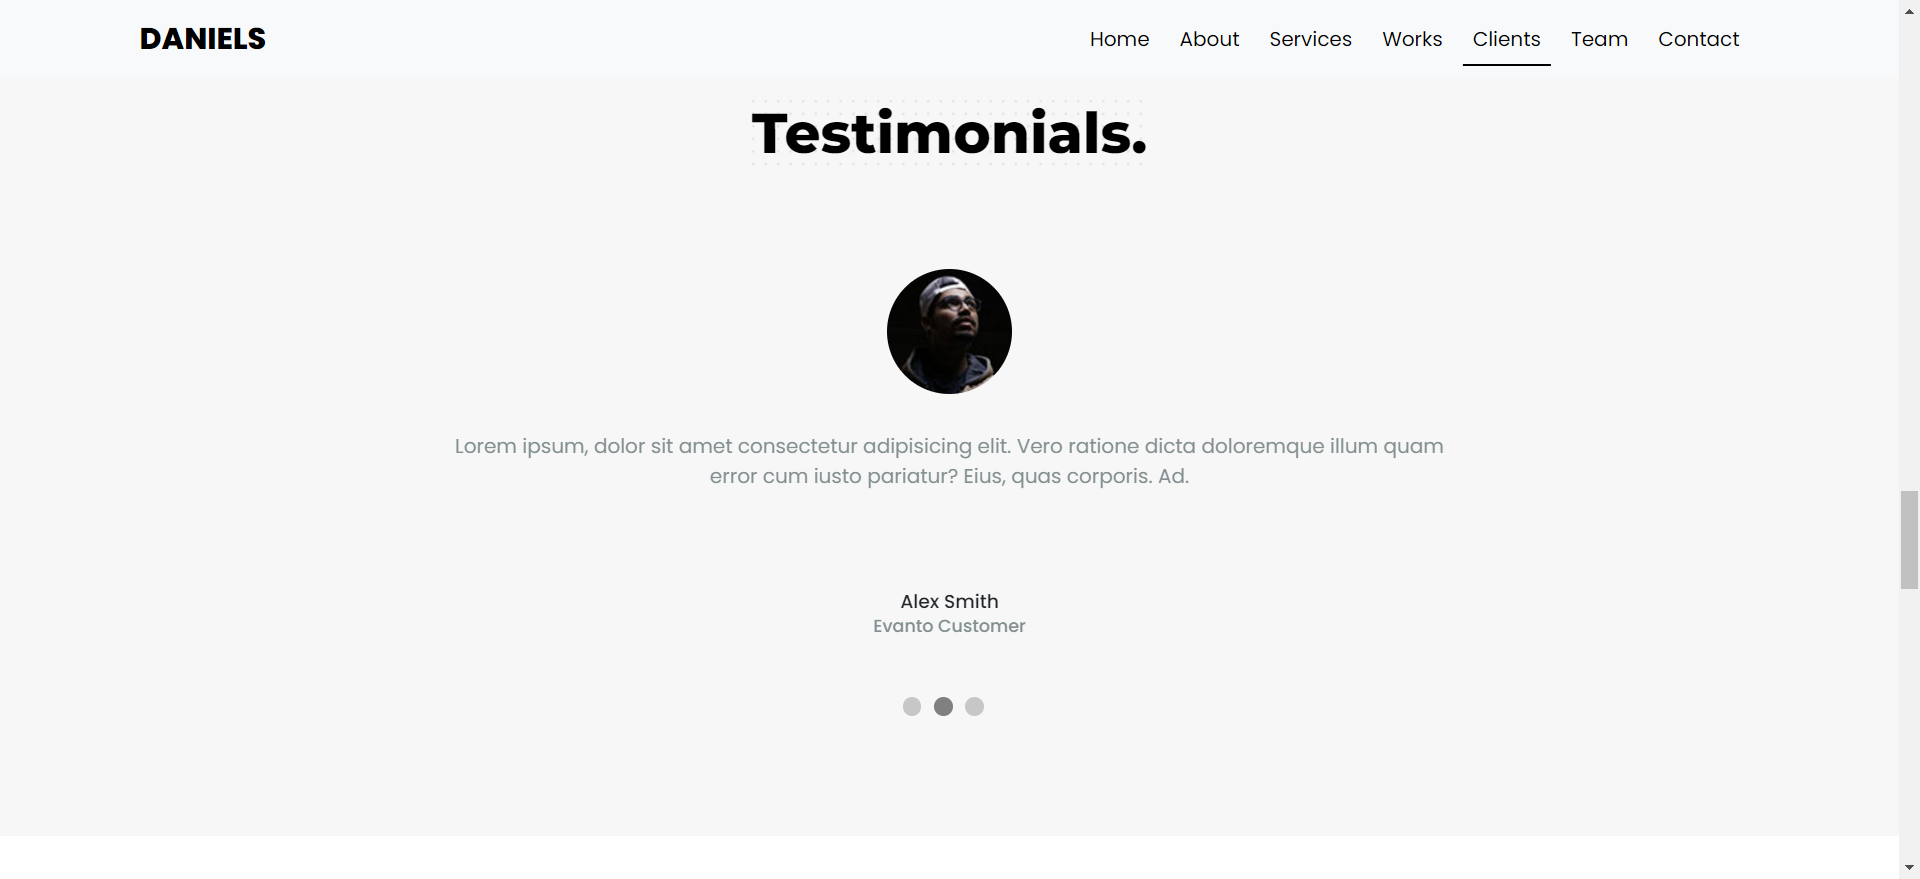 DANIELS
Home About Services Works Clients Team Contact
Testimonials.
Lorem ipsum, dolor sit amet consectetur adipisicing elit. Vero ratione dicta doloremque illum quam
error cum iusto pariatur? Eius, quas corporis. Ad.
Alex Smith
Evanto Customer